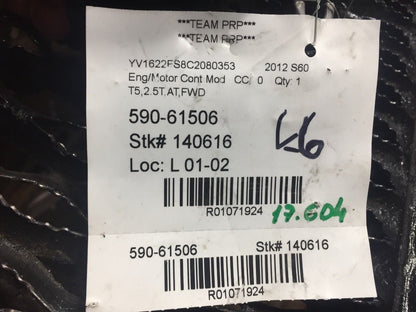 ***TEAM PRP***
***TEAM PRP***
YV1622FS8C2080353 2012 S60
Eng/Motor Cont Mod CC: 0 Qty: 1
T5,2.5T,AT,FWD
590-61506
Stk# 140616
Loc: L 01-02
R01071924
17.604
590-61506 Stk# 140616
R01071924